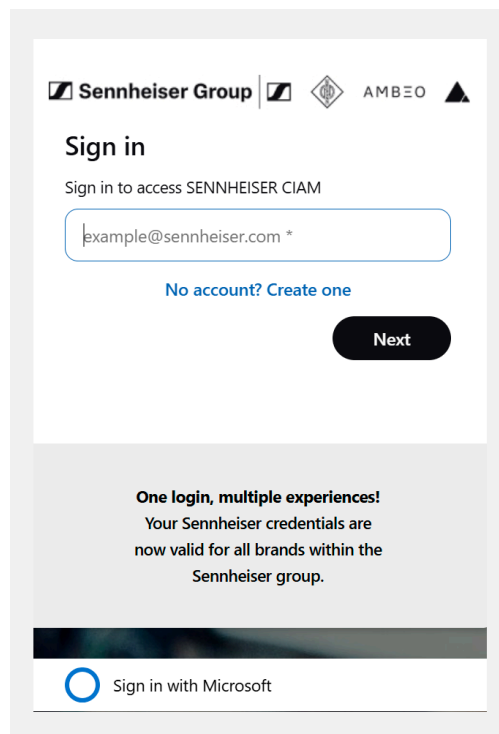 Sennheiser Group AMBEO
Sign in
Sign in to access SENNHEISER CIAM
example@sennheiser.com *
No account? Create one
Next
One login, multiple experiences!
Your Sennheiser credentials are
now valid for all brands within the
Sennheiser group.
Sign in with Microsoft